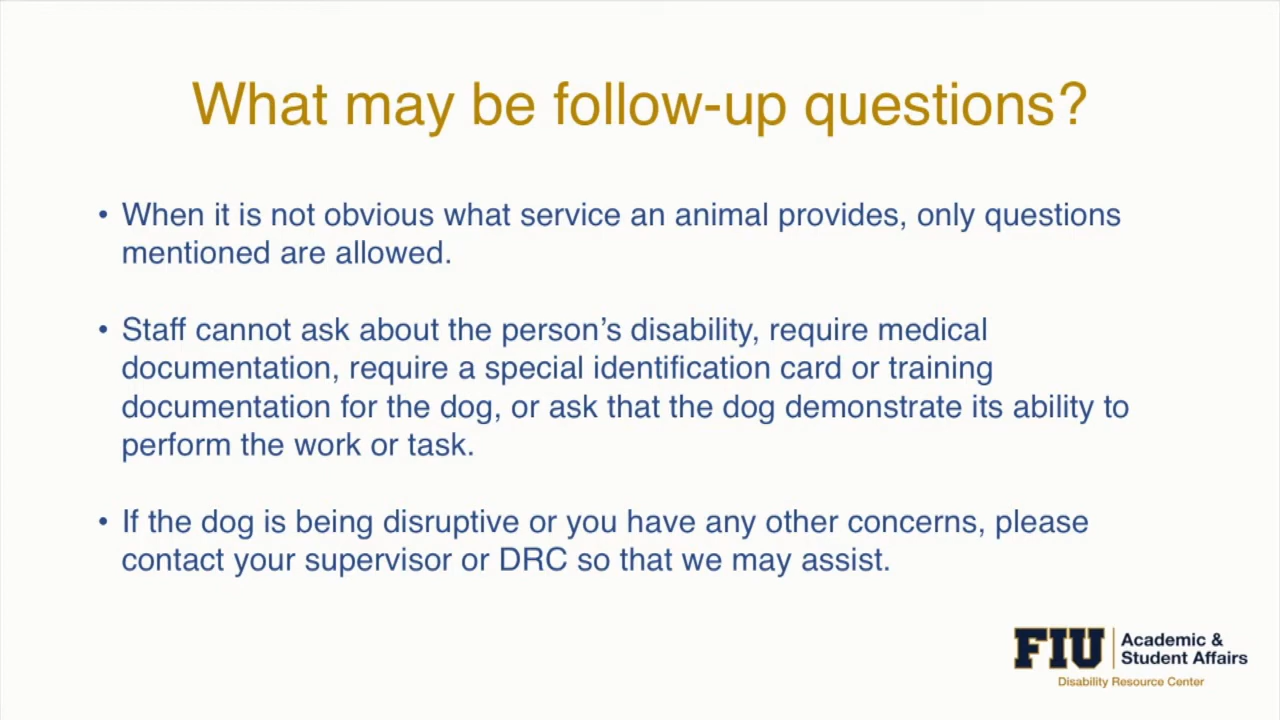 What may be follow-up questions?
• When it is not obvious what service an animal provides, only questions
mentioned are allowed.
• Staff cannot ask about the person’s disability, require medical
documentation, require a special identification card or training
documentation for the dog, or ask that the dog demonstrate its ability to
perform the work or task.
• If the dog is being disruptive or you have any other concerns, please
contact your supervisor or DRC so that we may assist.
FIU
Academic &
Student Affairs
Disability Resource Center